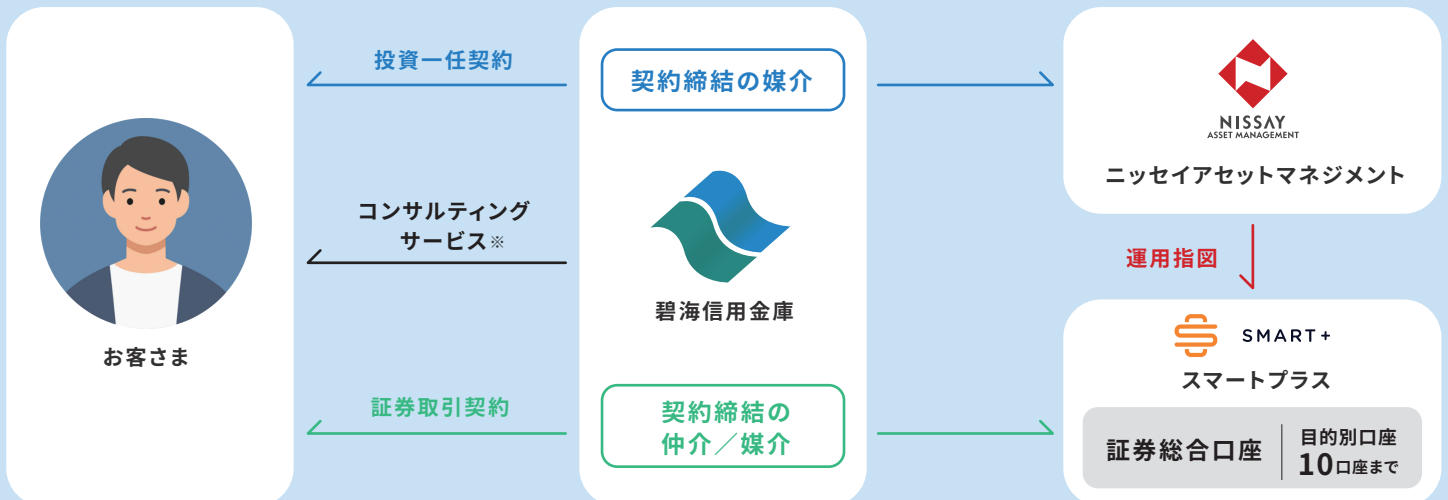 投資一任契約
コンサルティング
サービス※
お客さま
証券取引契約
契約締結の媒介
碧海信用金庫
契約締結の
仲介／媒介
NISSAY
ASSET MANAGEMENT
ニッセイアセットマネジメント
運用指図
SMART+
スマートプラス
証券総合口座
目的別口座
10口座まで